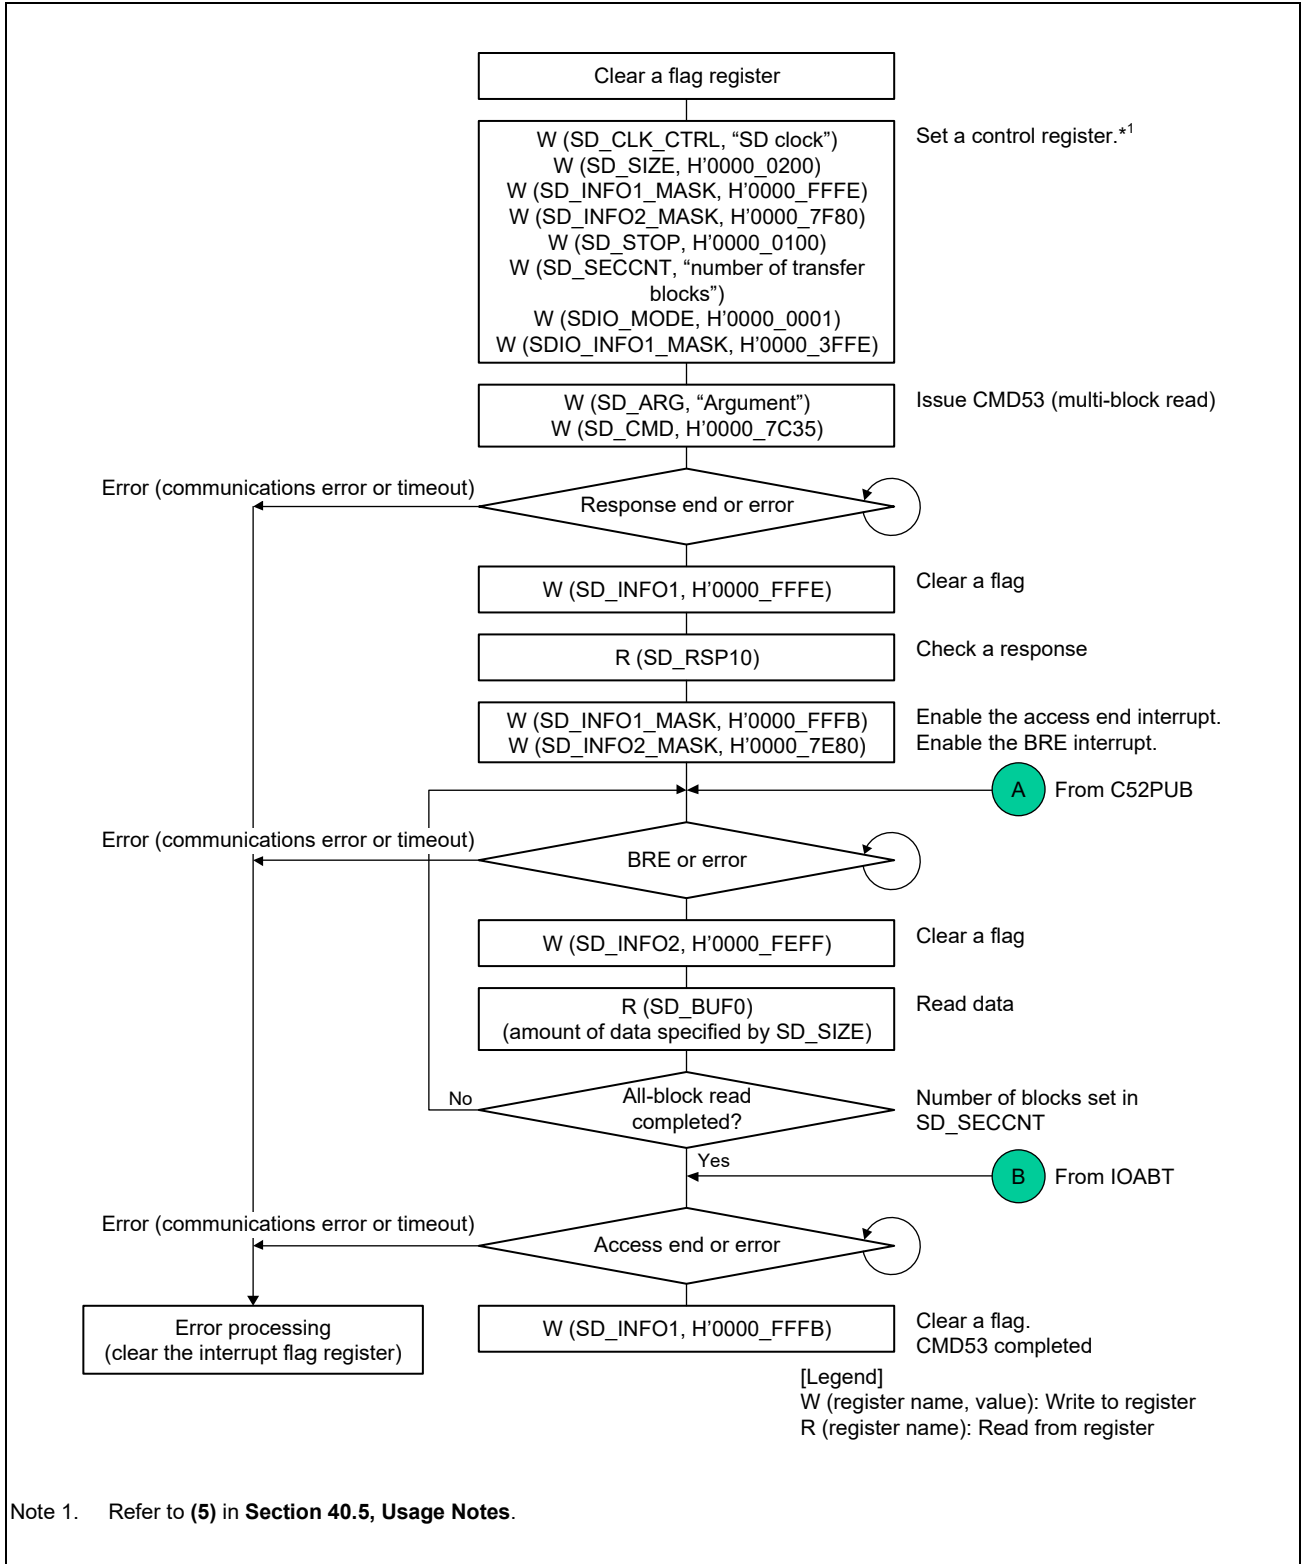 Clear a flag register
W (SD_CLK_CTRL, “SD clock”)
W (SD_SIZE, H’0000_0200)
W (SD_INFO1_MASK, H’0000_FFFE)
W (SD_INFO2_MASK, H’0000_7F80)
W (SD_STOP, H’0000_0100)
W (SD_SECCNT, “number of transfer
blocks”)
W (SDIO_MODE, H’0000_0001)
W (SDIO_INFO1_MASK, H’0000_3FFE)
Set a control register.*1
W (SD_ARG, “Argument”)
W (SD_CMD, H’0000_7C35)
Issue CMD53 (multi-block read)
Error (communications error or timeout)
Response end or error
W (SD_INFO1, H’0000_FFFE)
Clear a flag
R (SD_RSP10)
Check a response
W (SD_INFO1_MASK, H’0000_FFFB)
W (SD_INFO2_MASK, H’0000_7E80)
Enable the access end interrupt.
Enable the BRE interrupt.
A
From C52PUB
Error (communications error or timeout)
BRE or error
W (SD_INFO2, H’0000_FEFF)
Clear a flag
R (SD_BUF0)
(amount of data specified by SD_SIZE)
Read data
No
All-block read
completed?
Number of blocks set in
SD_SECCNT
Yes
B
From IOABT
Error (communications error or timeout)
Access end or error
Error processing
(clear the interrupt flag register)
W (SD_INFO1, H’0000_FFFB)
Clear a flag.
CMD53 completed
[Legend]
W (register name, value): Write to register
R (register name): Read from register
Note 1. Refer to (5) in Section 40.5, Usage Notes.